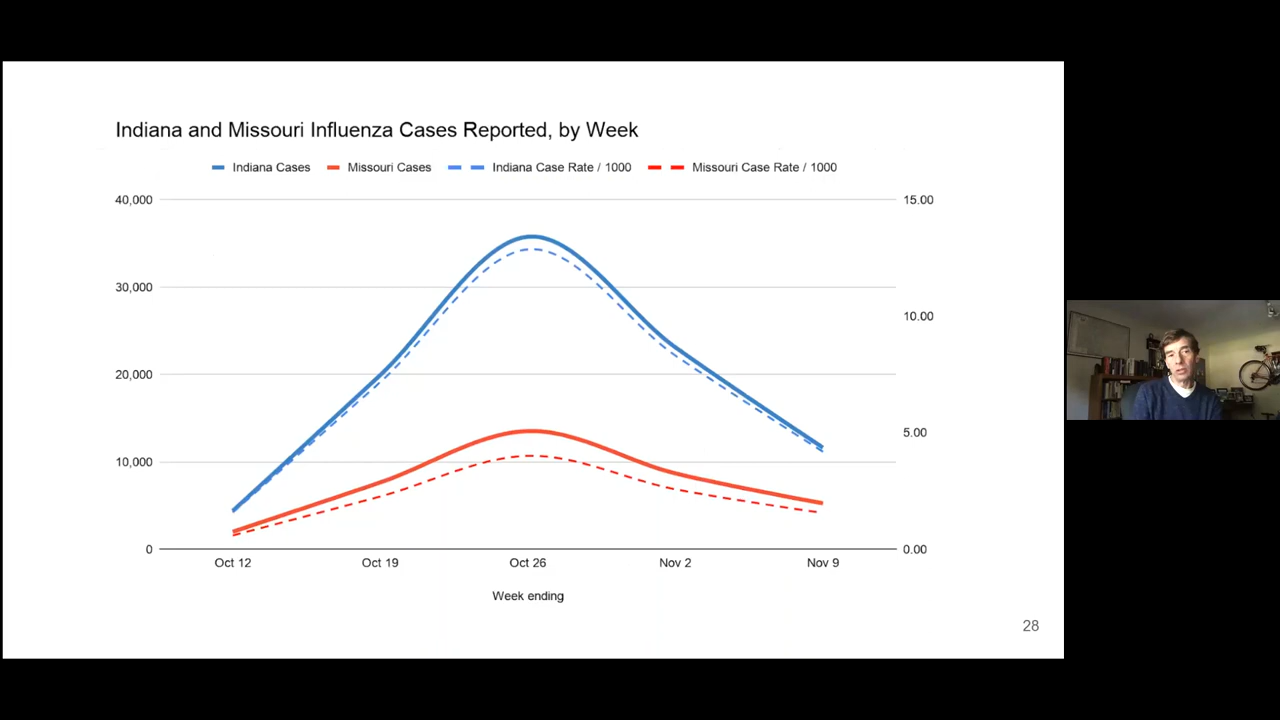 Indiana and Missouri Influenza Cases Reported, by Week
Indiana Cases Missouri Cases Indiana Case Rate / 1000 Missouri Case Rate / 1000
40,000 15.00
30,000
10.00
20,000
5.00
10,000
0 0.00
Oct 12 Oct 19 Oct 26 Nov 2 Nov 9
Week ending
28